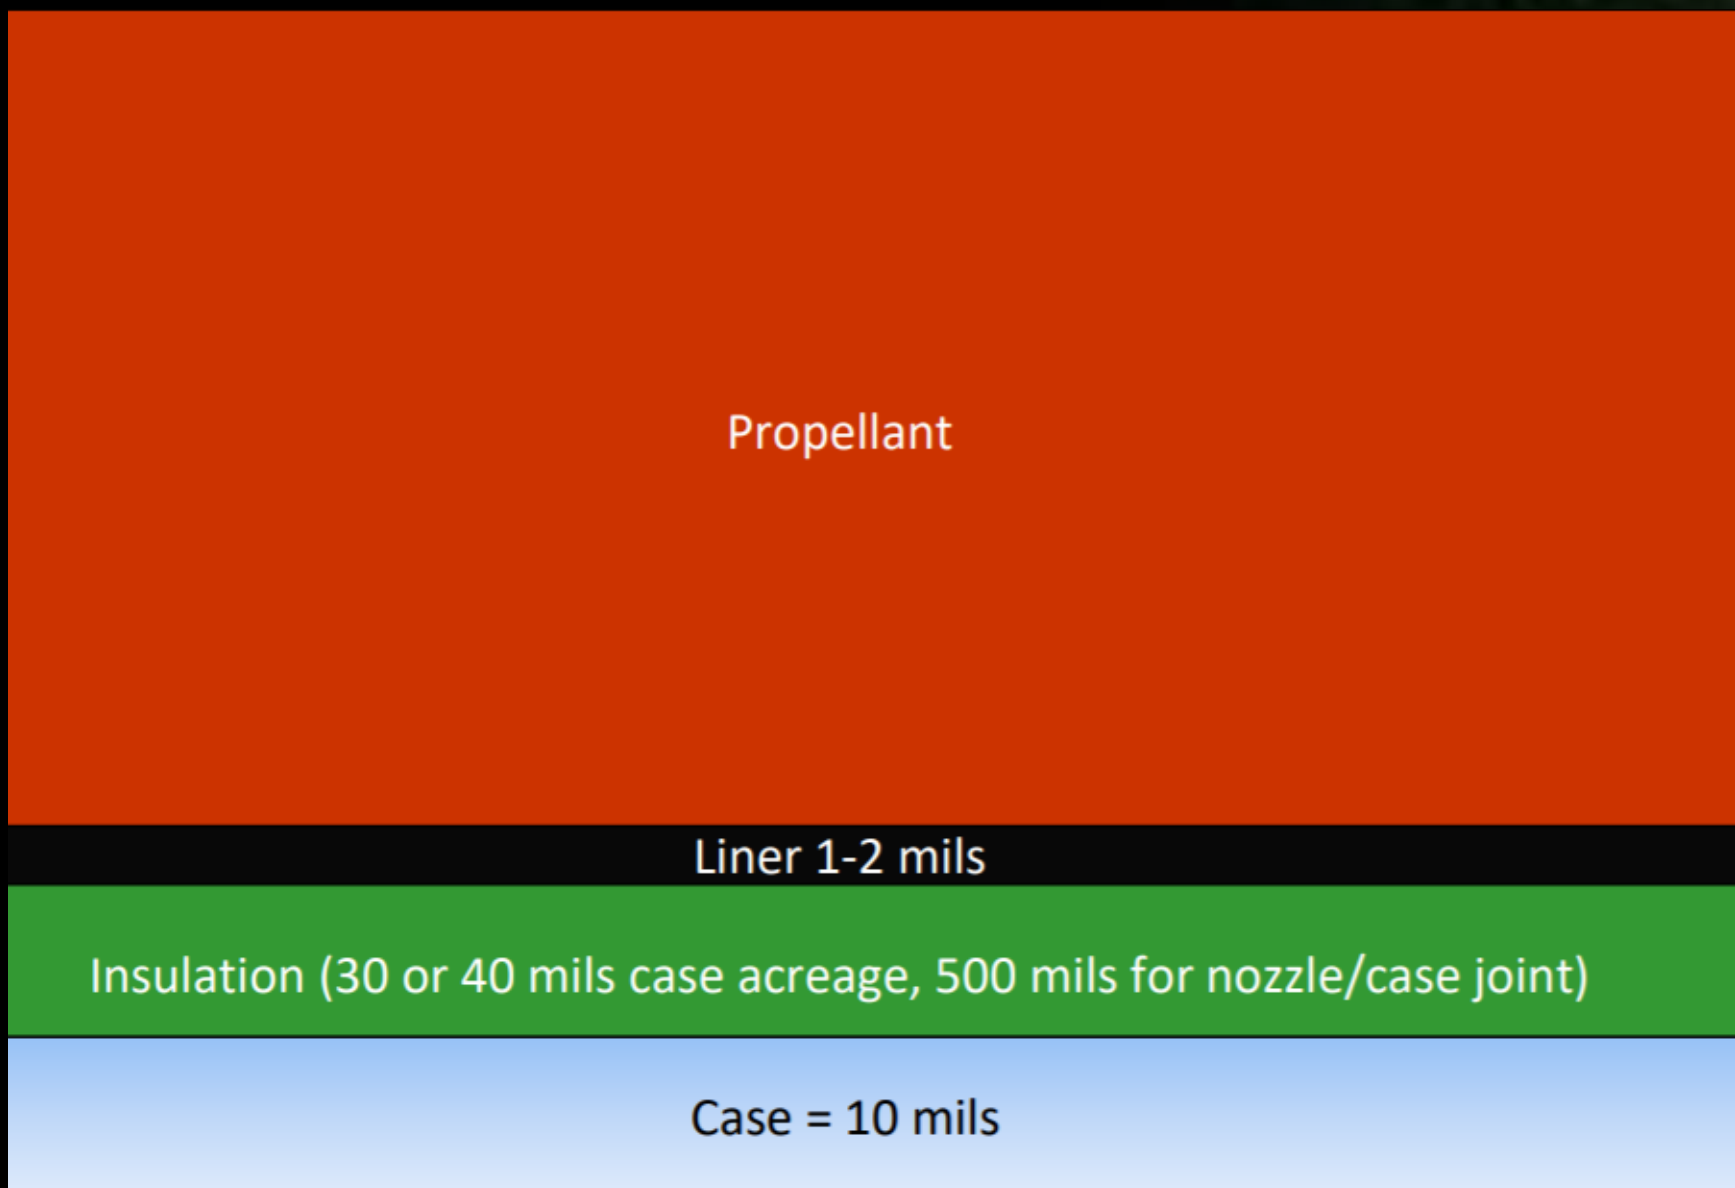 Propellant
Liner 1-2 mils
Insulation (30 or 40 mils case acreage, 500 mils for nozzle/case joint)
Case = 10 mils